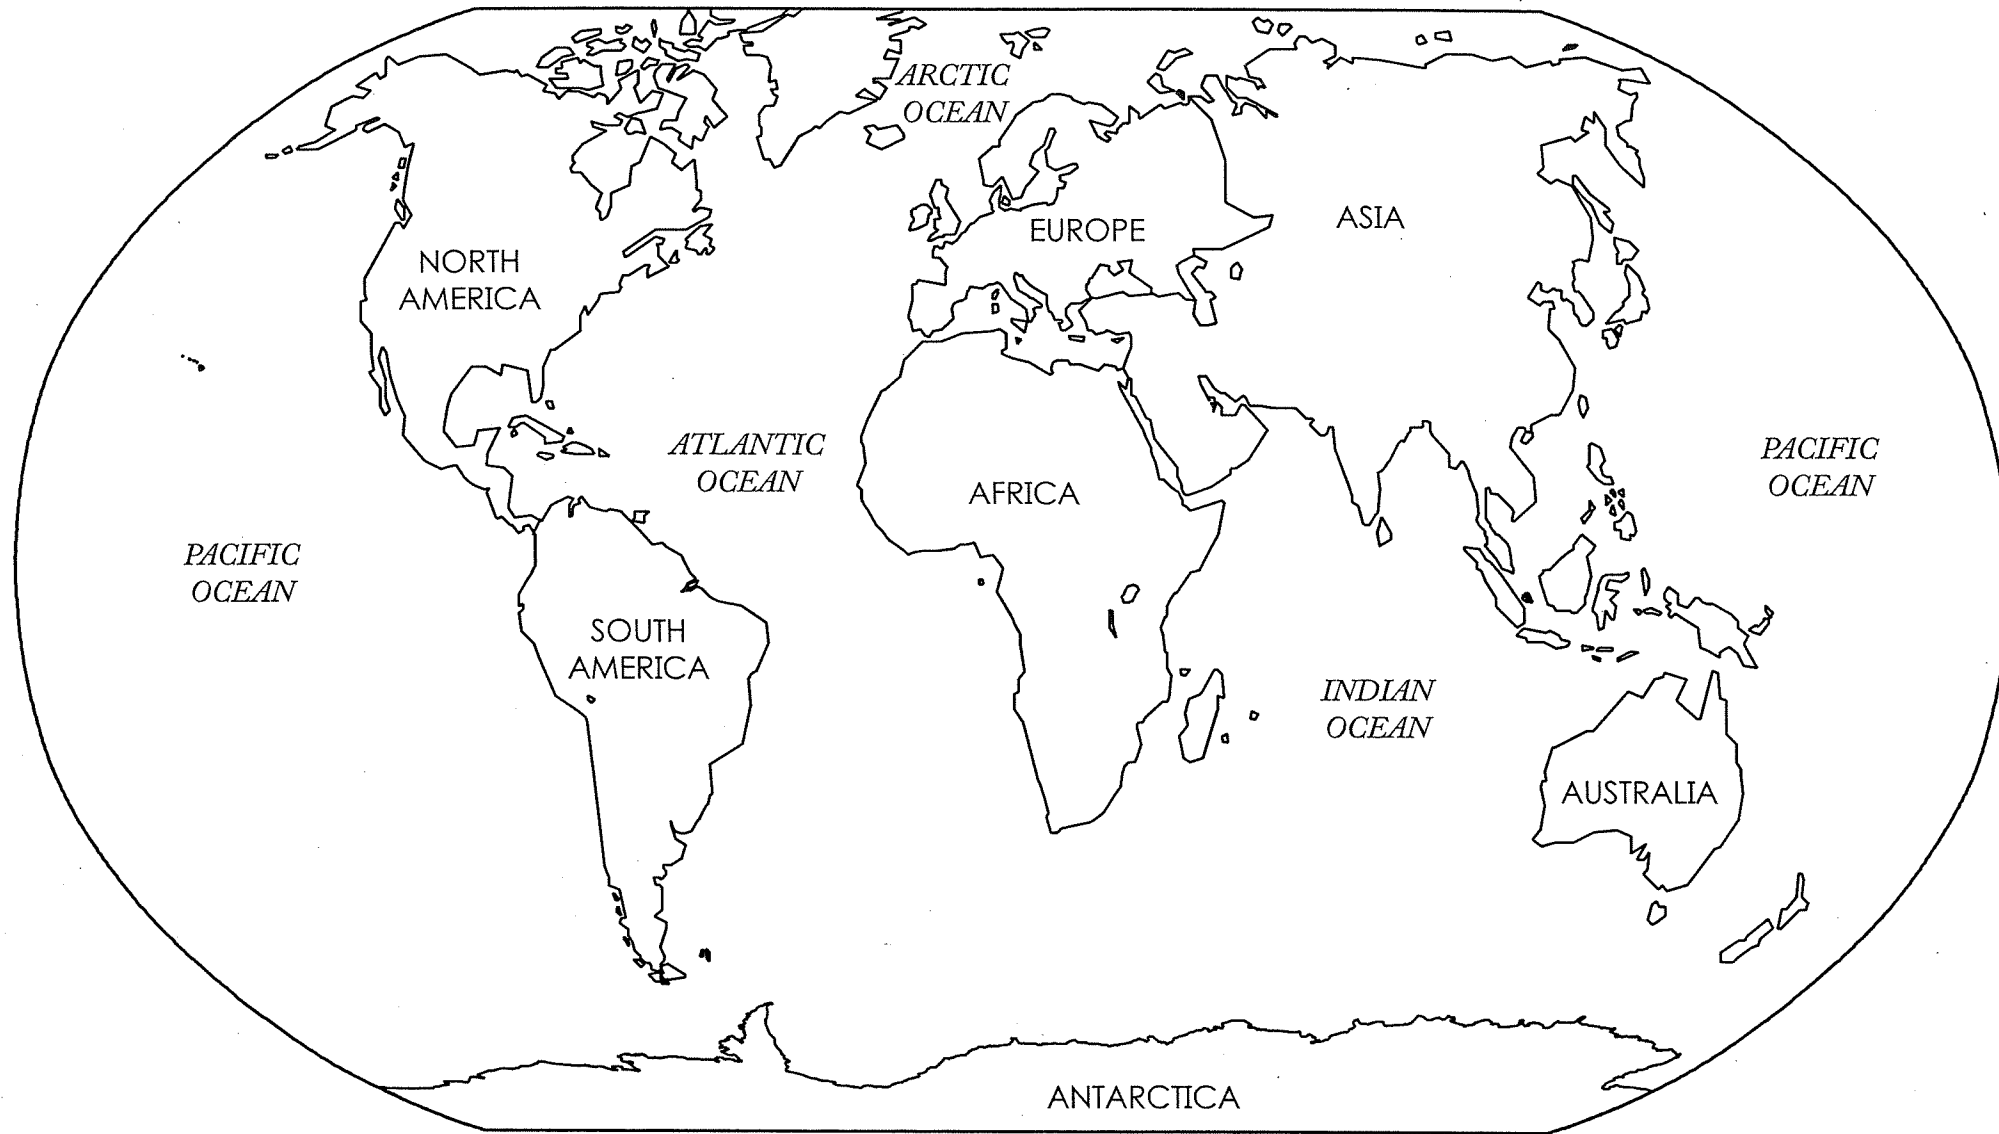 ARCTIC
OCEAN
EUROPE
ASIA
NORTH
AMERICA
ATLANTIC
OCEAN
AFRICA
PACIFIC
OCEAN
PACIFIC
OCEAN
SOUTH
AMERICA
INDIAN
OCEAN
AUSTRALIA
ANTARCTICA